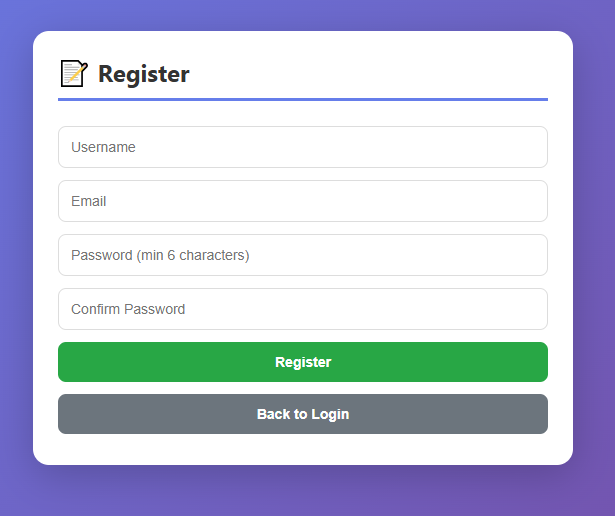 Register
Username
Email
Password (min 6 characters)
Confirm Password
Register
Back to Login